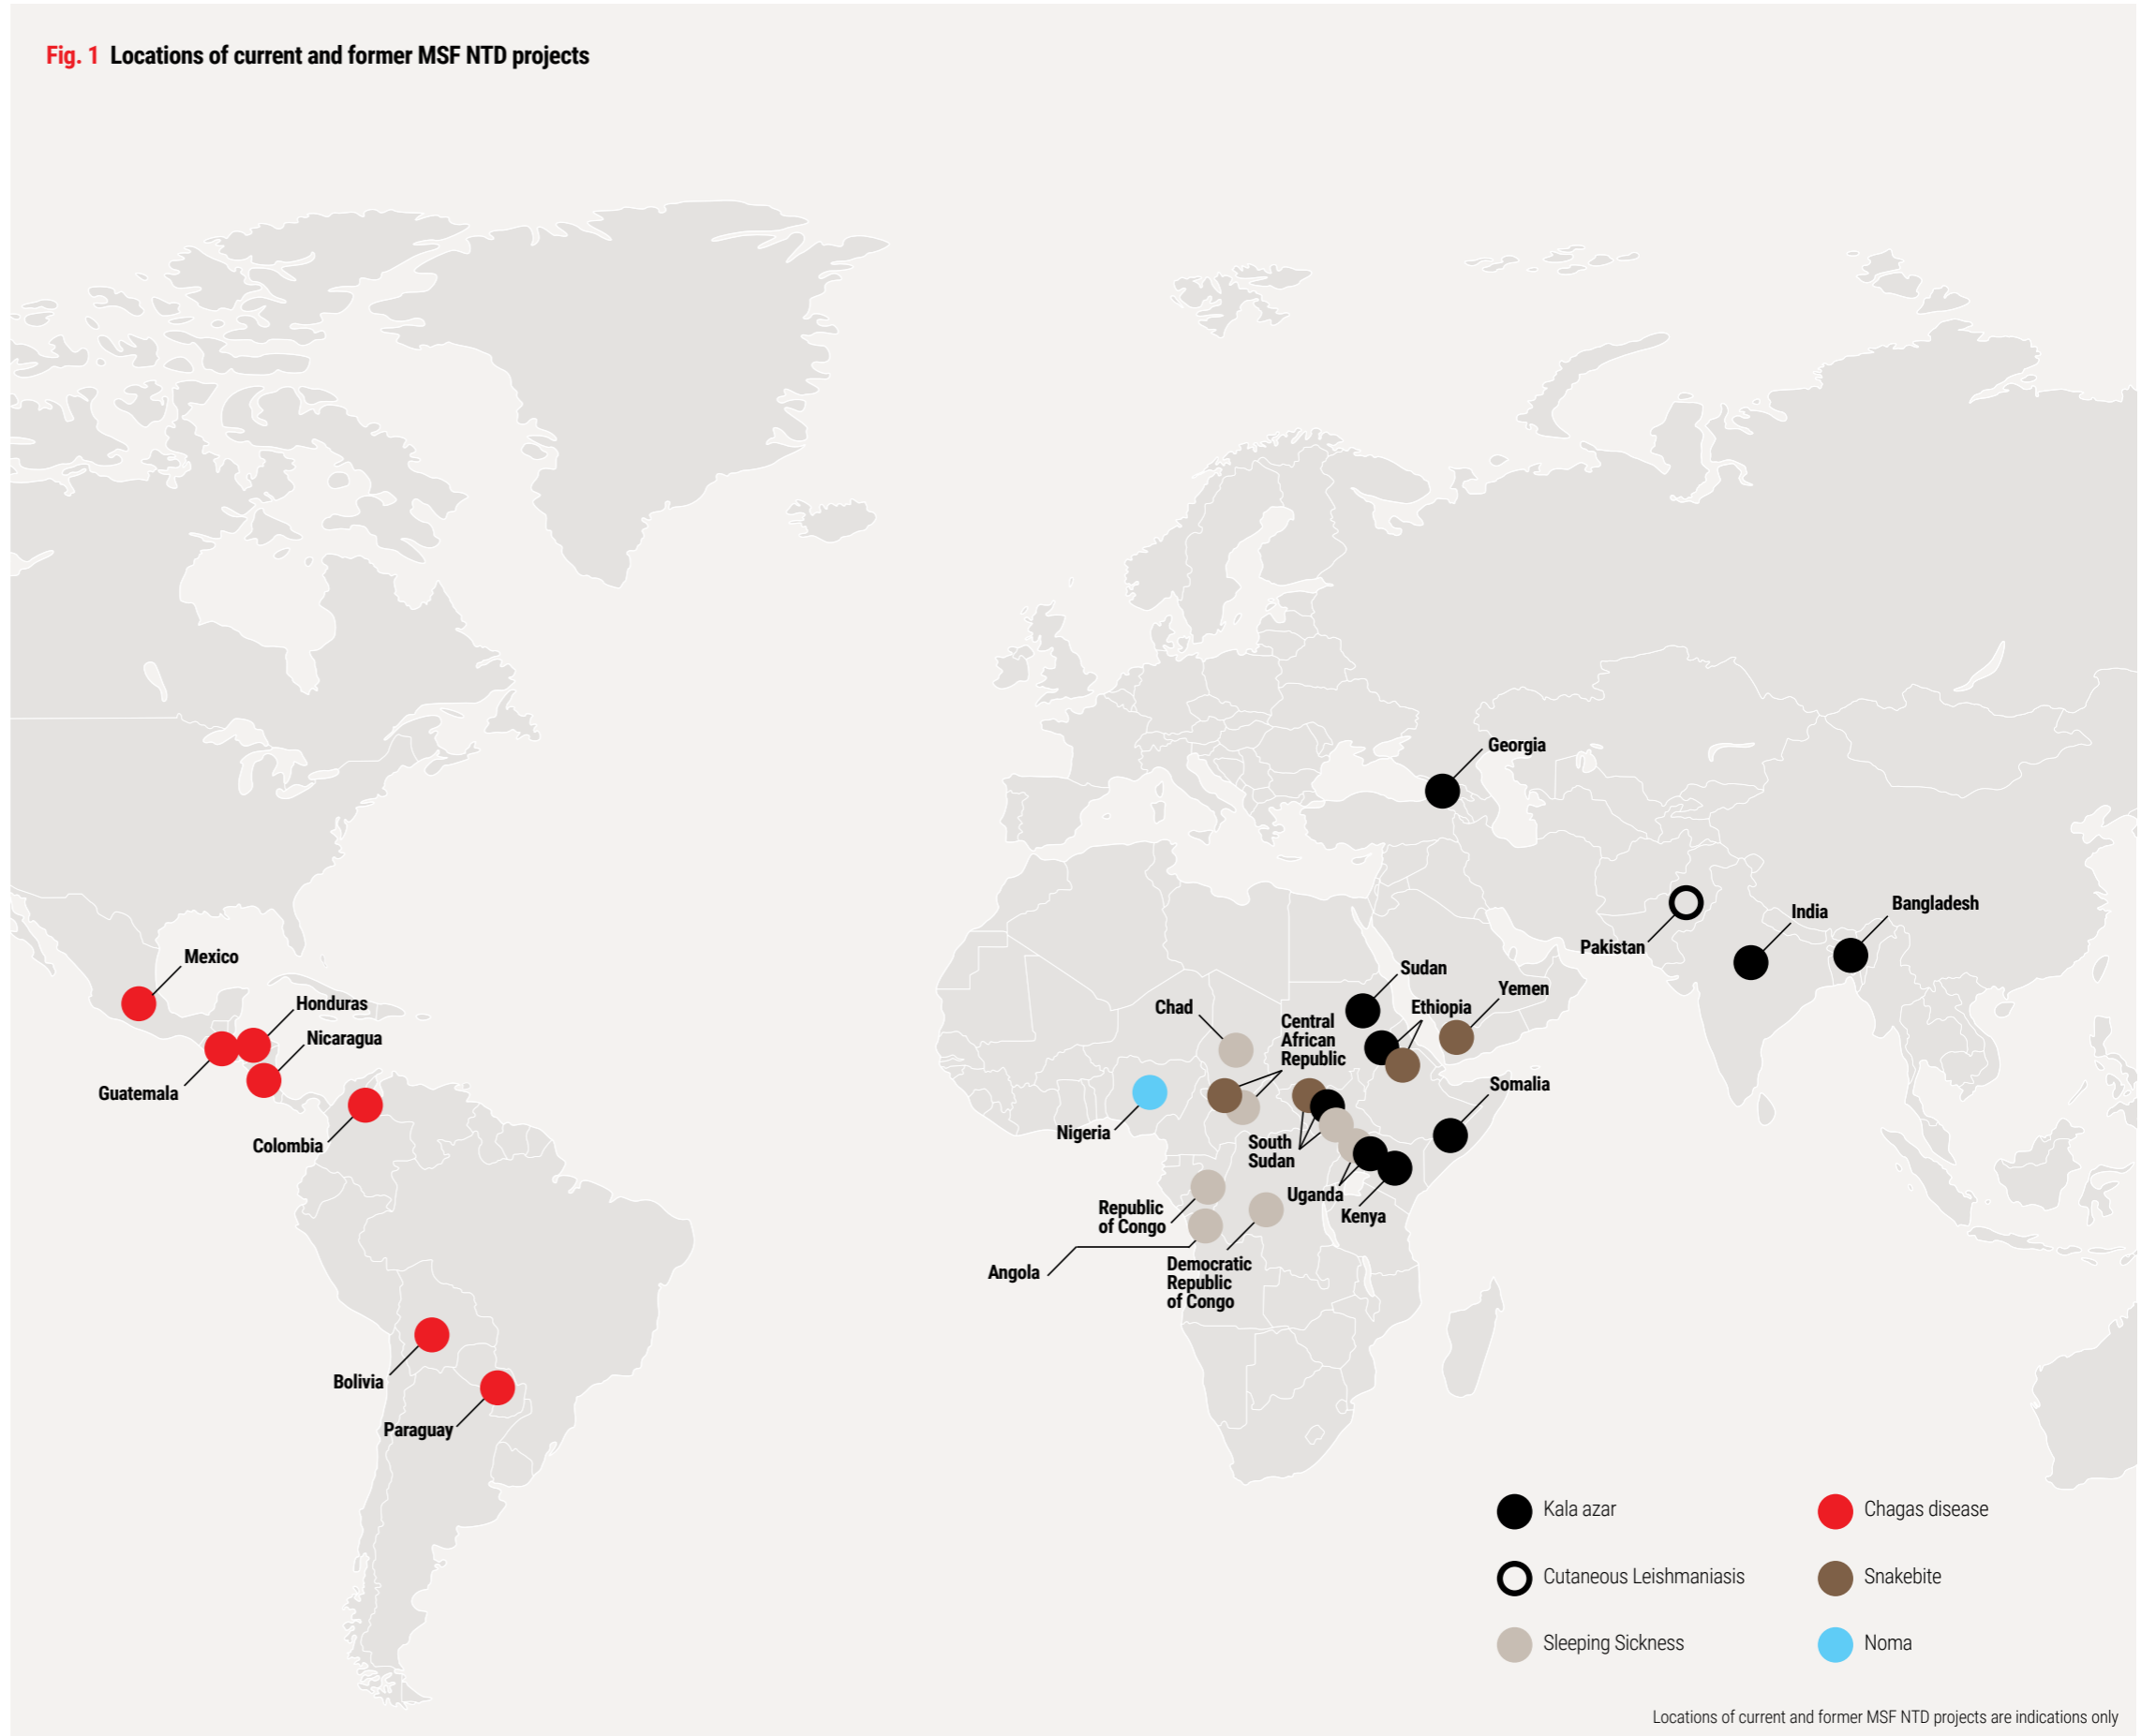 Fig. 1 Locations of current and former MSF NTD projects
Georgia
Bangladesh
India
Pakistan
Mexico
Sudan
Yemen
Honduras
Ethiopia
Chad
Central
African
Republic
Nicaragua
Somalia
Guatemala
Nigeria
Colombia
South
Sudan
Uganda
Kenya
Republic
of Congo
Angola
Democratic
Republic
of Congo
Bolivia
Paraguay
Kala azar
Chagas disease
Cutaneous Leishmaniasis
Snakebite
Sleeping Sickness
Noma
Locations of current and former MSF NTD projects are indications only